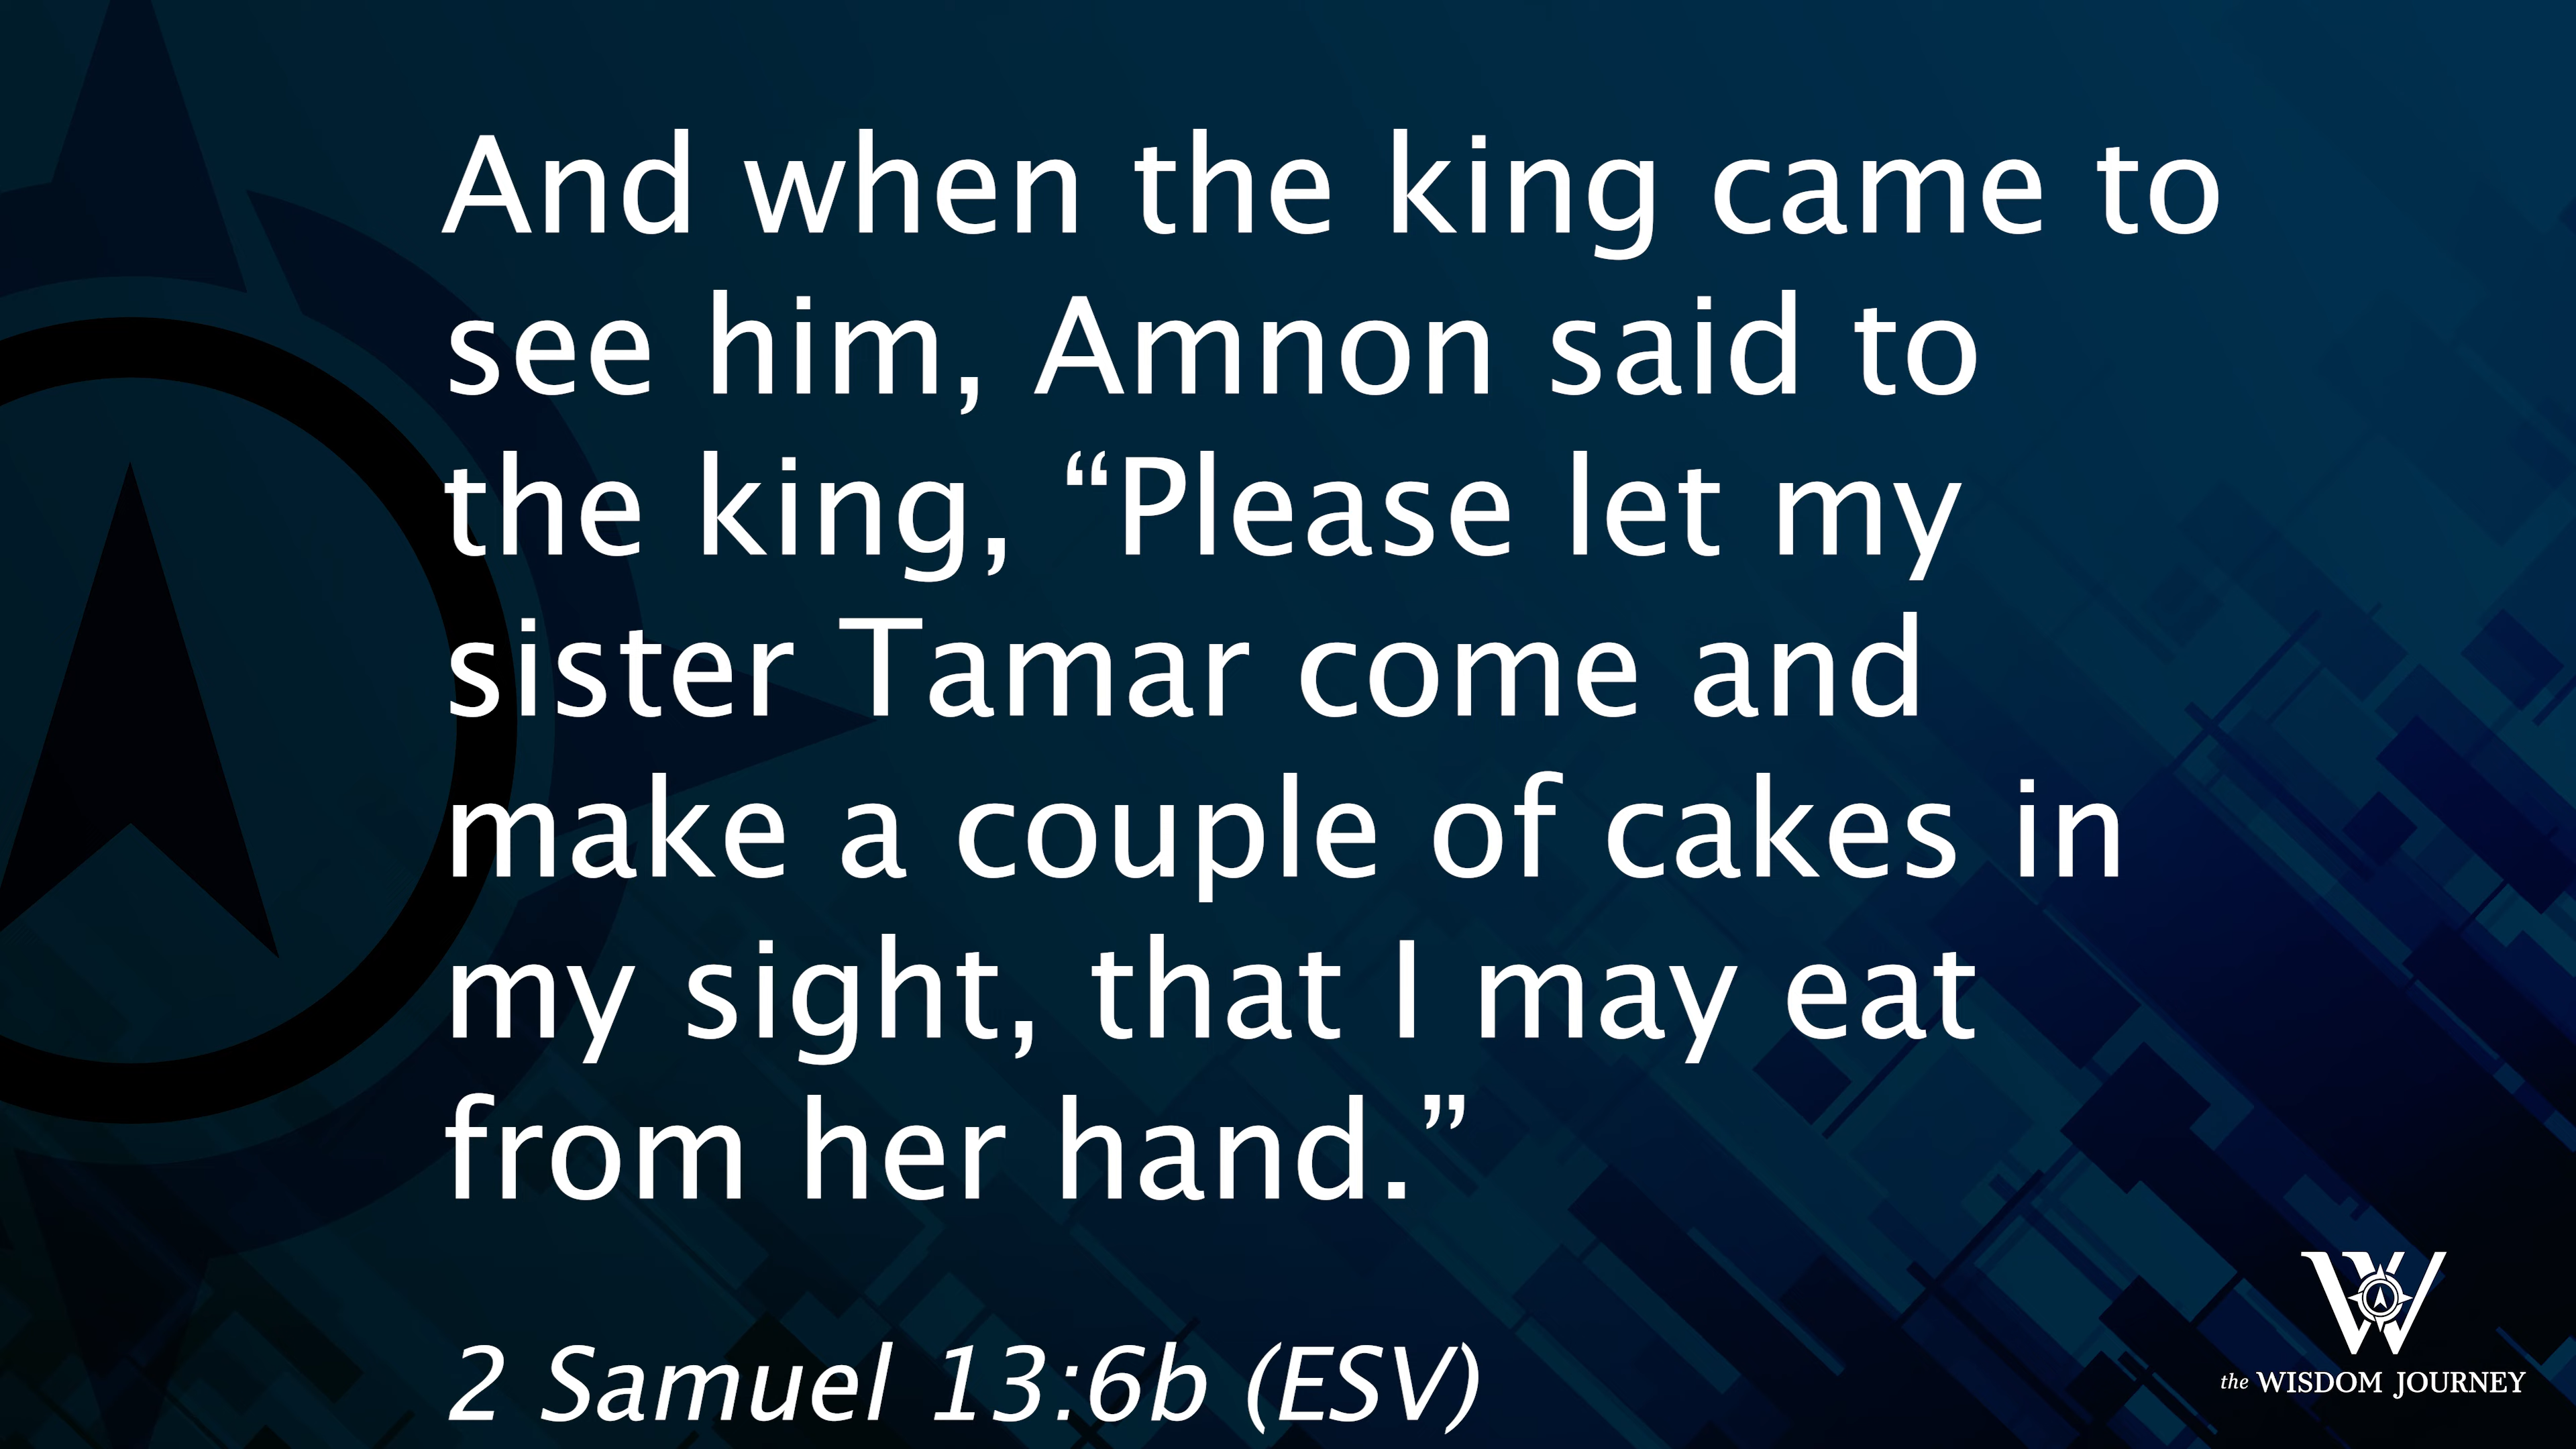 And when the king came to
see him, Amnon said to
the king, “Please let my
sister Tamar come and
make a couple of cakes in
my sight, that I may eat
from her hand.”
2 Samuel 13:6b (ESV)
W
the WISDOM JOURNEY